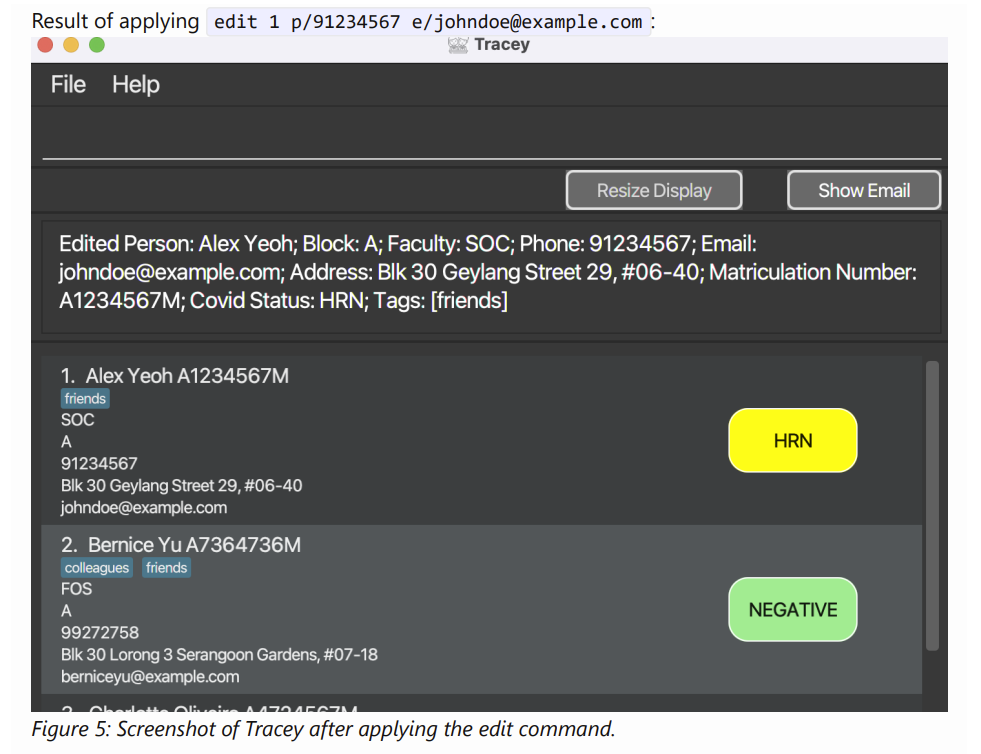 Result of applying edit 1 p/91234567 e/johndoe@example.com :
Tracey
File Help
Resize Display Show Email
Edited Person: Alex Yeoh; Block: A; Faculty: SOC; Phone: 91234567; Email:
johndoe@example.com; Address: Blk 30 Geylang Street 29, #06-40; Matriculation Number:
A1234567M; Covid Status: HRN; Tags: [friends]
1. Alex Yeoh A1234567M
friends
SOC
A
91234567
Blk 30 Geylang Street 29, #06-40
johndoe@example.com
HRN
2. Bernice Yu A7364736M
colleagues friends
FOS
A
99272758
Blk 30 Lorong 3 Serangoon Gardens, #07-18
berniceyu@example.com
NEGATIVE
3. Charlotte Oliveiro A4724567M
Figure 5: Screenshot of Tracey after applying the edit command.